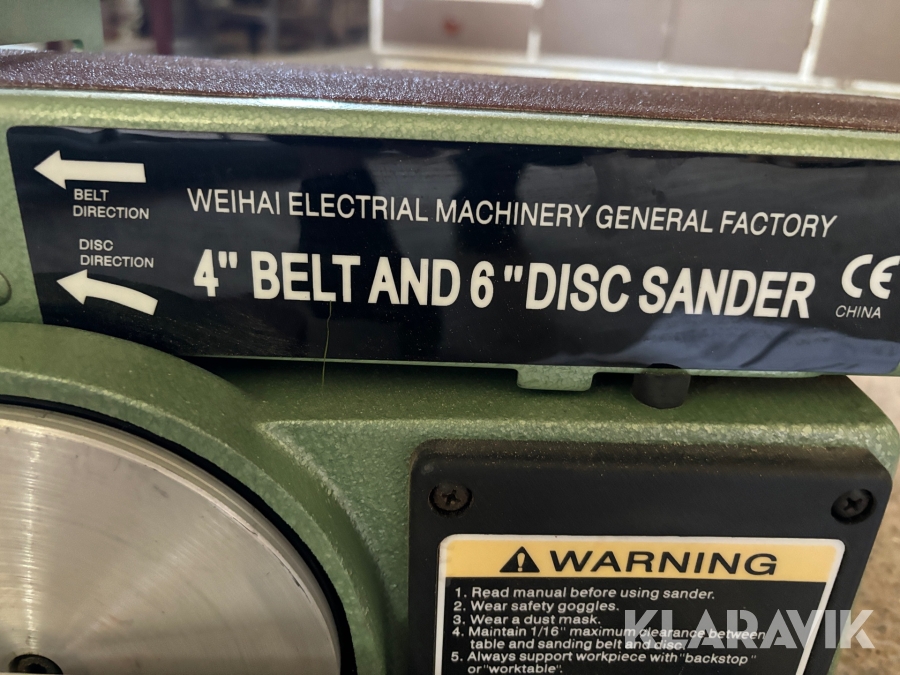 BELT
DIRECTION
WEIHAI ELECTRIAL MACHINERY GENERAL FACTORY
DISC
DIRECTION
4" BELT AND 6 "DISC SANDER
CE
CHINA
WARNING
1. Read manual before using sander.
2. Wear safety goggles.
3. Wear a dust mask.
4. Maintain 1/16" maximum clearance between
table and sanding belt and disc.
5. Always support workpiece with "backstop "
or "worktable".
KLARAVIK